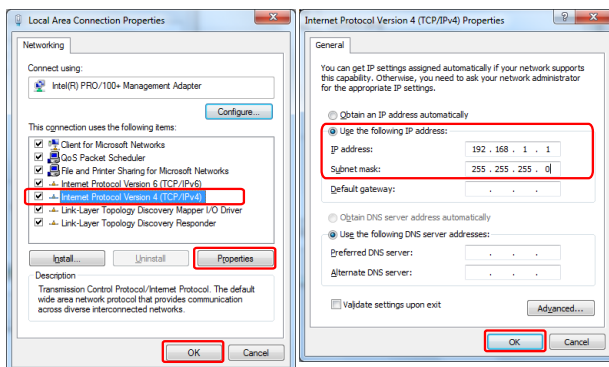 Local Area Connection Properties
Networking
Connect using:
Intel(R) PRO/100+ Management Adapter
Configure...
This connection uses the following items:
Client for Microsoft Networks
QoS Packet Scheduler
File and Printer Sharing for Microsoft Networks
Internet Protocol Version 6 (TCP/IPv6)
Internet Protocol Version 4 (TCP/IPv4)
Link-Layer Topology Discovery Mapper I/O Driver
Link-Layer Topology Discovery Responder
Install...
Uninstall
Properties
Description
Transmission Control Protocol/Internet Protocol. The default
wide area network protocol that provides communication
across diverse interconnected networks.
OK
Cancel
Internet Protocol Version 4 (TCP/IPv4) Properties
General
You can get IP settings assigned automatically if your network supports
this capability. Otherwise, you need to ask your network administrator
for the appropriate IP settings.
Obtain an IP address automatically
Use the following IP address:
IP address: 192 . 168 . 1 . 1
Subnet mask: 255 . 255 . 255 . 0
Default gateway: . . .
Obtain DNS server address automatically
Use the following DNS server addresses:
Preferred DNS server: . . .
Alternate DNS server: . . .
Validate settings upon exit
Advanced...
OK
Cancel